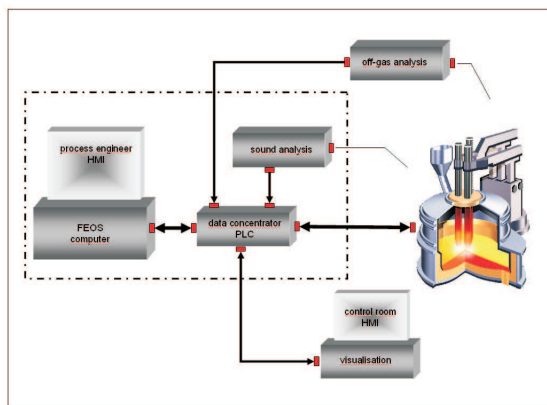 off-gas analysis
process engineer
HMI
sound analysis
FEOS
computer
data concentrator
PLC
control room
HMI
visualisation